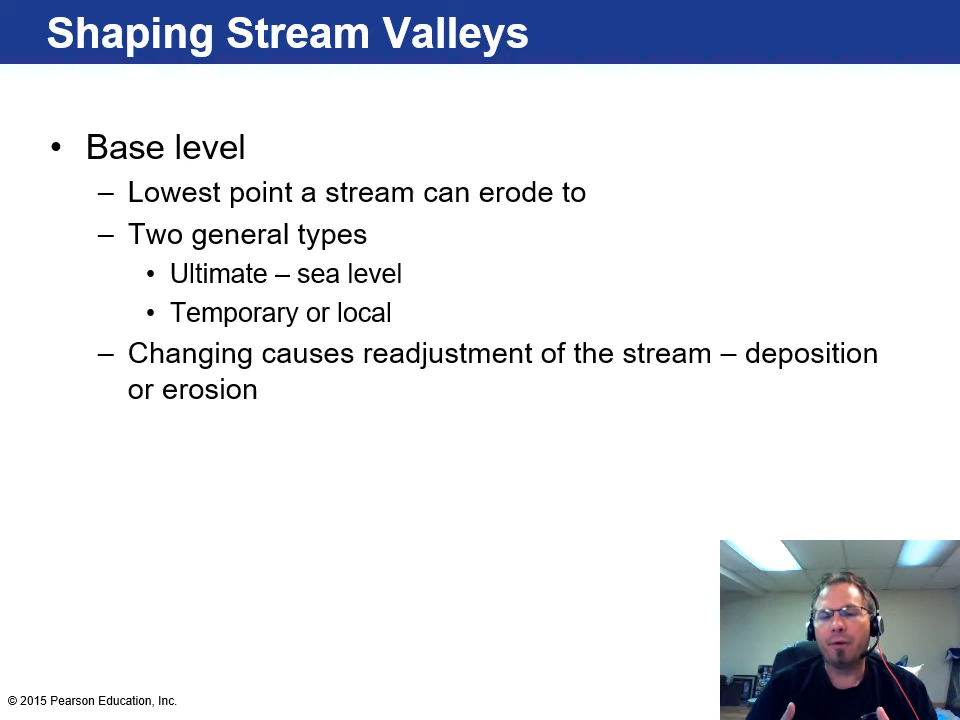 Shaping Stream Valleys
• Base level
– Lowest point a stream can erode to
– Two general types
• Ultimate – sea level
• Temporary or local
– Changing causes readjustment of the stream – deposition
or erosion
© 2015 Pearson Education, Inc.